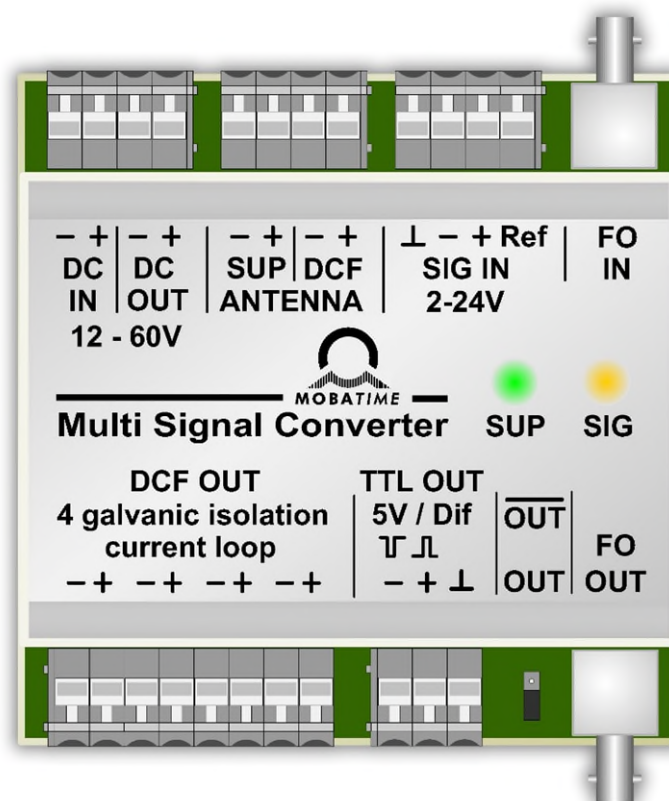 − + − + − + − + ⊥ − + Ref FO
DC DC SUP DCF SIG IN IN
IN OUT ANTENNA 2-24V
12 - 60V
MOBATIME
Multi Signal Converter SUP SIG
DCF OUT TTL OUT
4 galvanic isolation 5V / Dif OUT
current loop FO
− + − + − + − + − + ⊥ OUT OUT